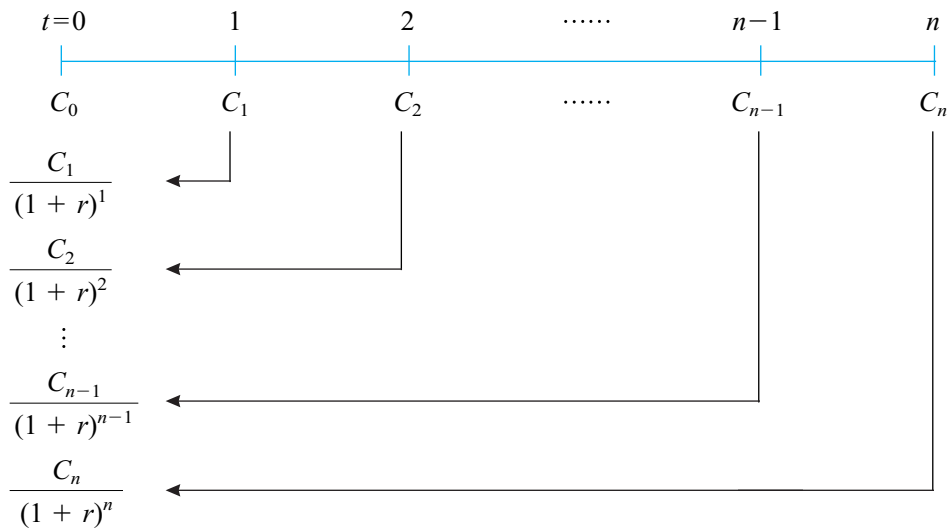 t=0 1 2 ······ n−1 n
C₀ C₁ C₂ ······ Cₙ₋₁ Cₙ
C₁
(1 + r)¹
C₂
(1 + r)²
⋮
Cₙ₋₁
(1 + r)ⁿ⁻¹
Cₙ
(1 + r)ⁿ